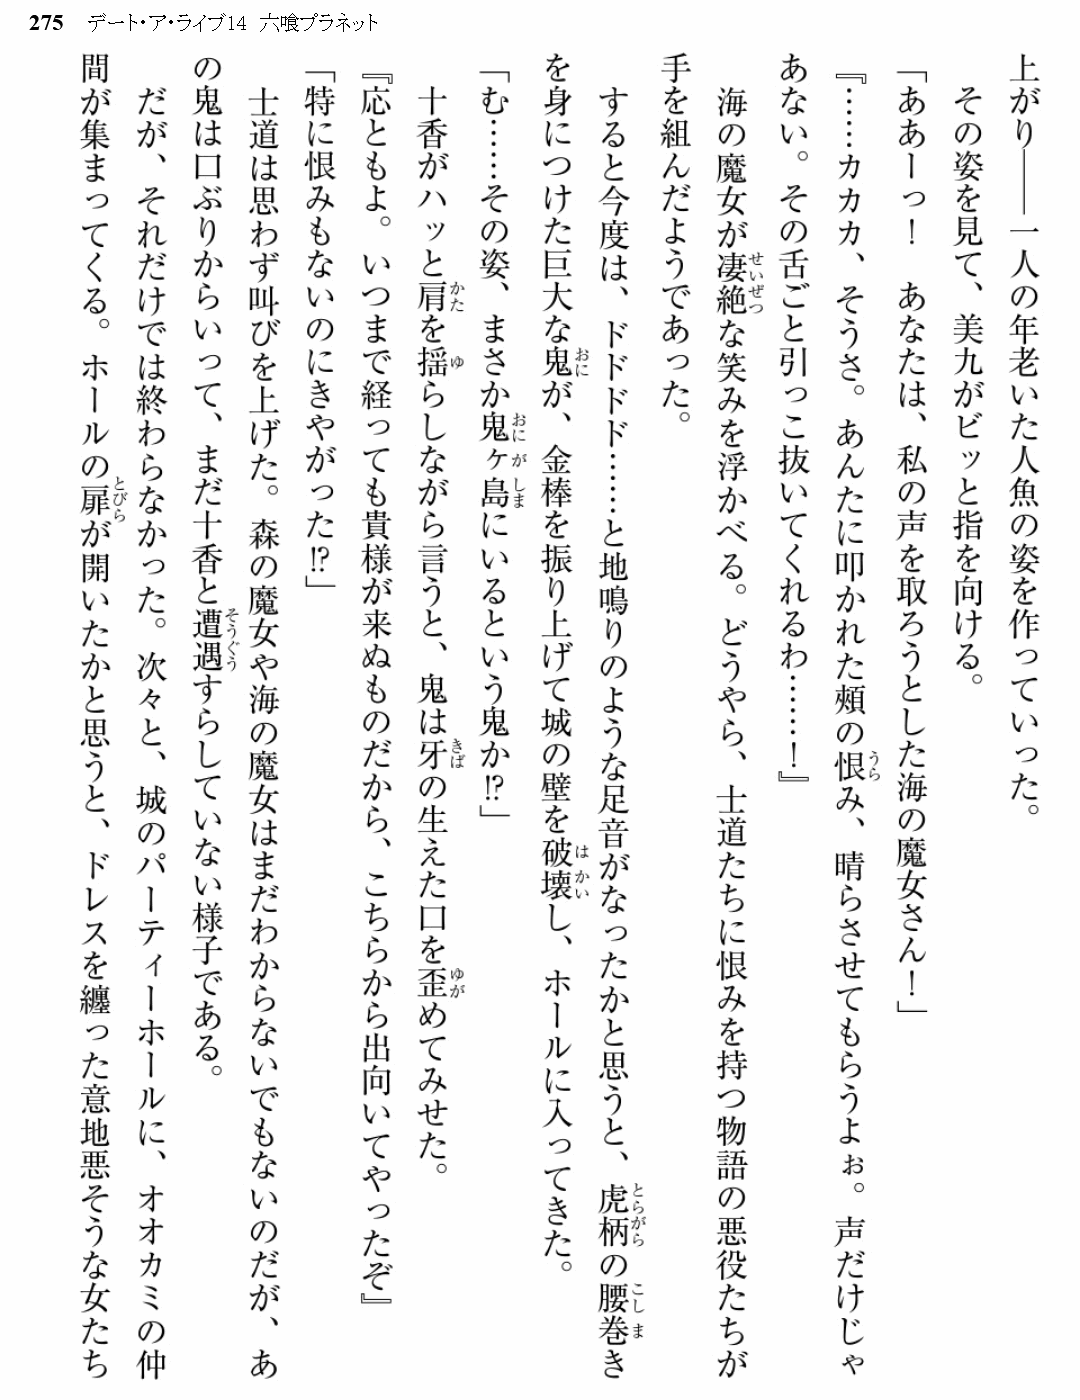 275 デート・ア・ライブ14 六喰プラネット
上がり――一人の年老いた人魚の姿を作っていった。
　その姿を見て、美九がビッと指を向ける。
「ああーっ！　あなたは、私の声を取ろうとした海の魔女さん！」
『……カカカ、そうさ。あんたに叩かれた頰の恨み、晴らさせてもらうよぉ。声だけじゃ
あない。その舌ごと引っこ抜いてくれるわ……！』
　海の魔女が凄絶な笑みを浮かべる。どうやら、士道たちに恨みを持つ物語の悪役たちが
手を組んだようであった。
　すると今度は、ドドドド……と地鳴りのような足音がなったかと思うと、虎柄の腰巻き
を身につけた巨大な鬼が、金棒を振り上げて城の壁を破壊し、ホールに入ってきた。
「む……その姿、まさか鬼ヶ島にいるという鬼か!?」
　十香がハッと肩を揺らしながら言うと、鬼は牙の生えた口を歪めてみせた。
『応ともよ。いつまで経っても貴様が来ぬものだから、こちらから出向いてやったぞ』
「特に恨みもないのにきやがった!?」
　士道は思わず叫びを上げた。森の魔女や海の魔女はまだわからないでもないのだが、あ
の鬼は口ぶりからいって、まだ十香と遭遇すらしていない様子である。
　だが、それだけでは終わらなかった。次々と、城のパーティーホールに、オオカミの仲
間が集まってくる。ホールの扉が開いたかと思うと、ドレスを纏った意地悪そうな女たち